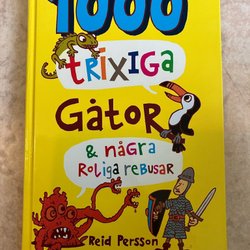 1000
trixiga
Gåtor
& några
Roliga rebusar
Reid Persson